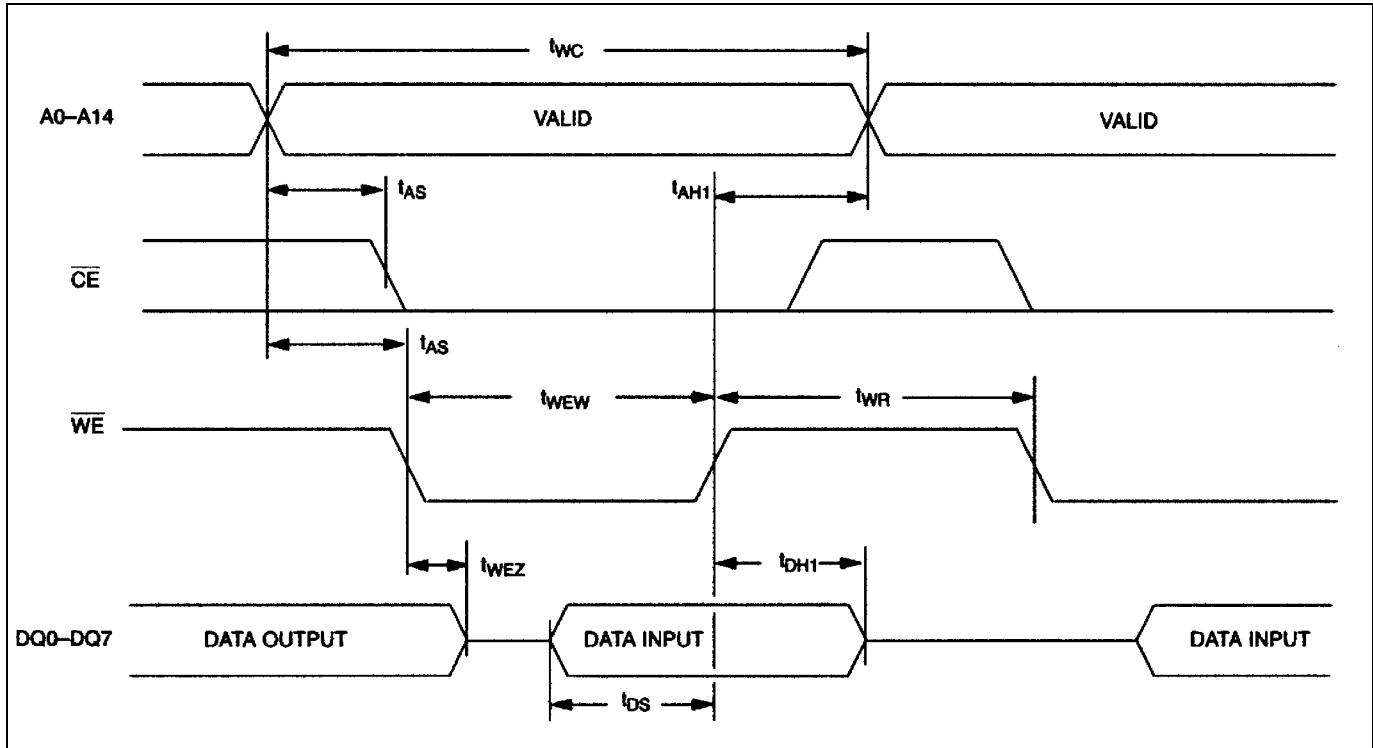 tWC
A0–A14
VALID
VALID
tAS
tAH1
CE
tAS
tWEW
tWR
WE
tWEZ
tDH1
DQ0–DQ7
DATA OUTPUT
DATA INPUT
DATA INPUT
tDS